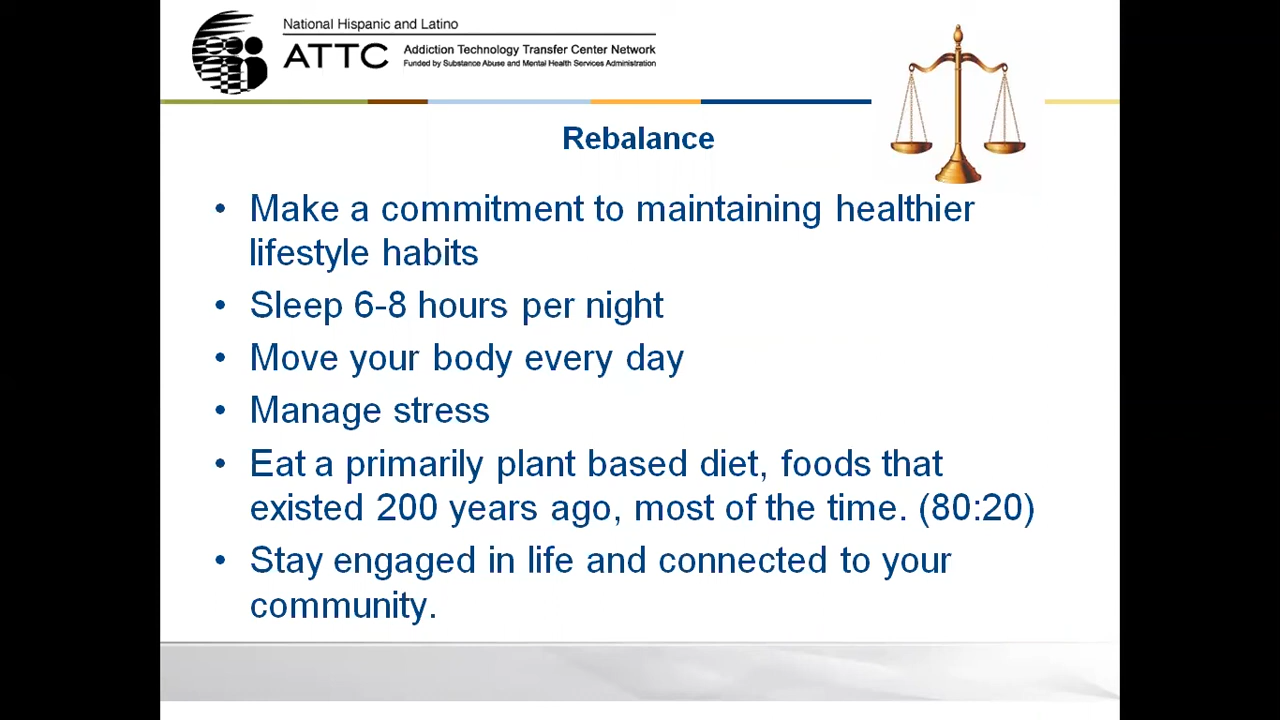 National Hispanic and Latino
ATTC
Addiction Technology Transfer Center Network
Funded by Substance Abuse and Mental Health Services Administration
Rebalance
• Make a commitment to maintaining healthier
lifestyle habits
• Sleep 6-8 hours per night
• Move your body every day
• Manage stress
• Eat a primarily plant based diet, foods that
existed 200 years ago, most of the time. (80:20)
• Stay engaged in life and connected to your
community.